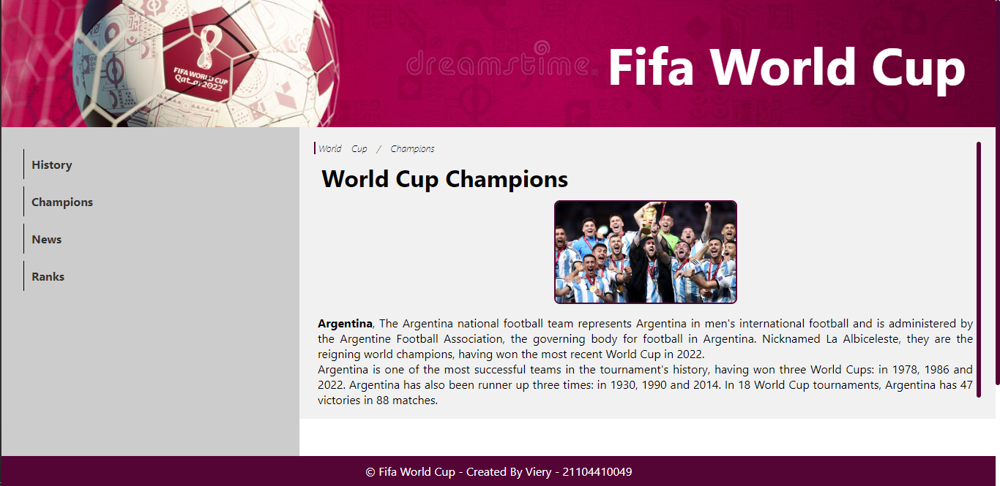 FIFA WORLD CUP
Qatar2022
dreamstime.
Fifa World Cup
History
Champions
News
Ranks
World Cup / Champions
World Cup Champions
Argentina, The Argentina national football team represents Argentina in men's international football and is administered by
the Argentine Football Association, the governing body for football in Argentina. Nicknamed La Albiceleste, they are the
reigning world champions, having won the most recent World Cup in 2022.
Argentina is one of the most successful teams in the tournament's history, having won three World Cups: in 1978, 1986 and
2022. Argentina has also been runner up three times: in 1930, 1990 and 2014. In 18 World Cup tournaments, Argentina has 47
victories in 88 matches.
© Fifa World Cup - Created By Viery - 21104410049